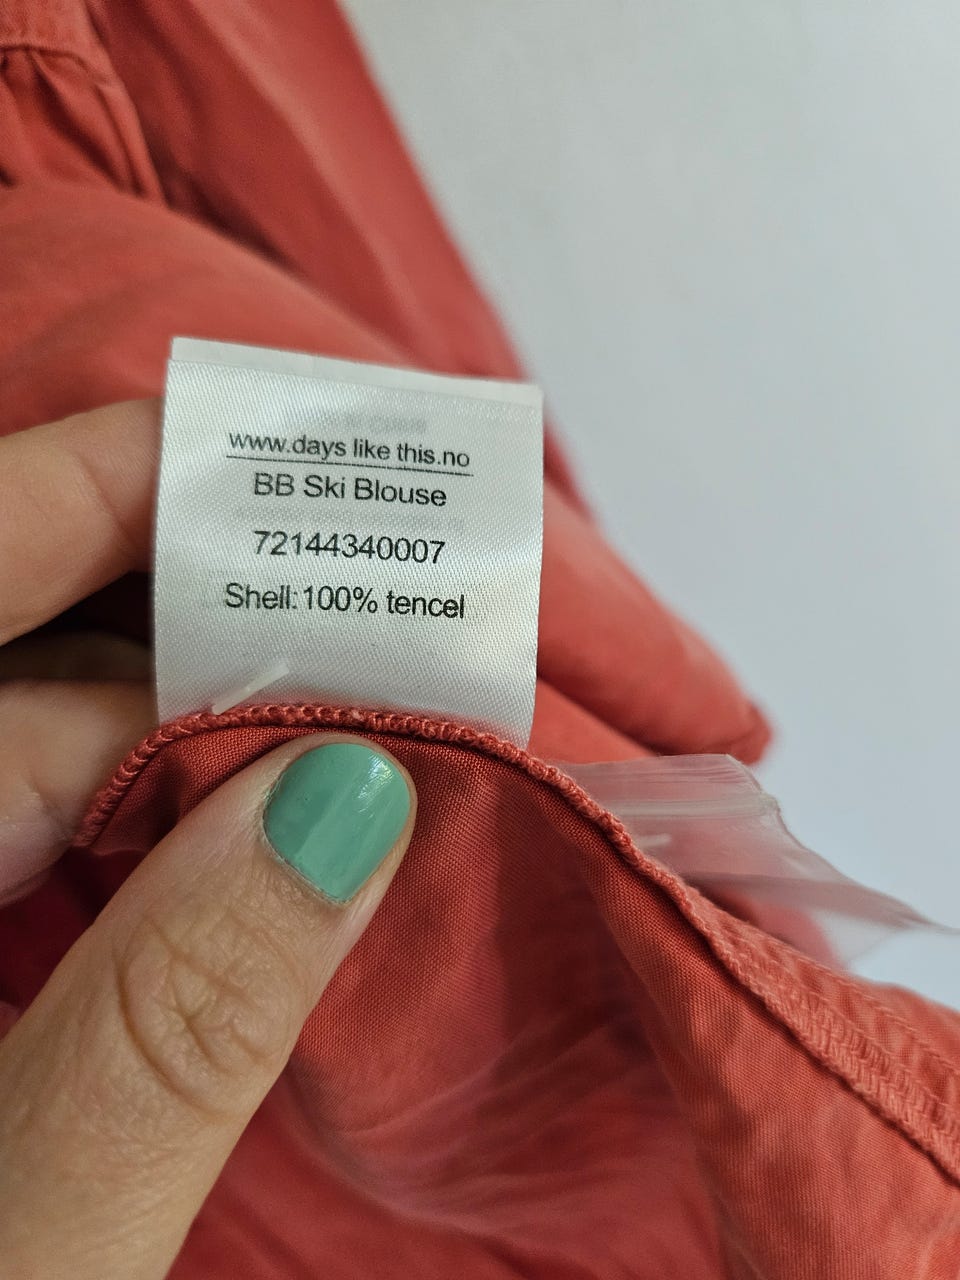 www.days like this.no
BB Ski Blouse
72144340007
Shell:100% tencel